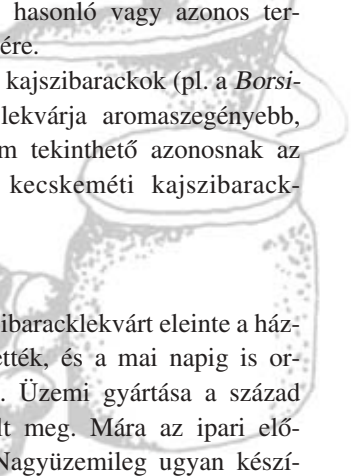 hasonló vagy azonos ter-
ére.
kajszibarackok (pl. a Borsi-
lekvárja aromaszegényebb,
m tekinthető azonosnak az
kecskeméti kajszibarack-
ibaracklekvárt eleinte a ház-
ették, és a mai napig is or-
. Üzemi gyártása a század
lt meg. Mára az ipari elő-
Nagyüzemileg ugyan készí-